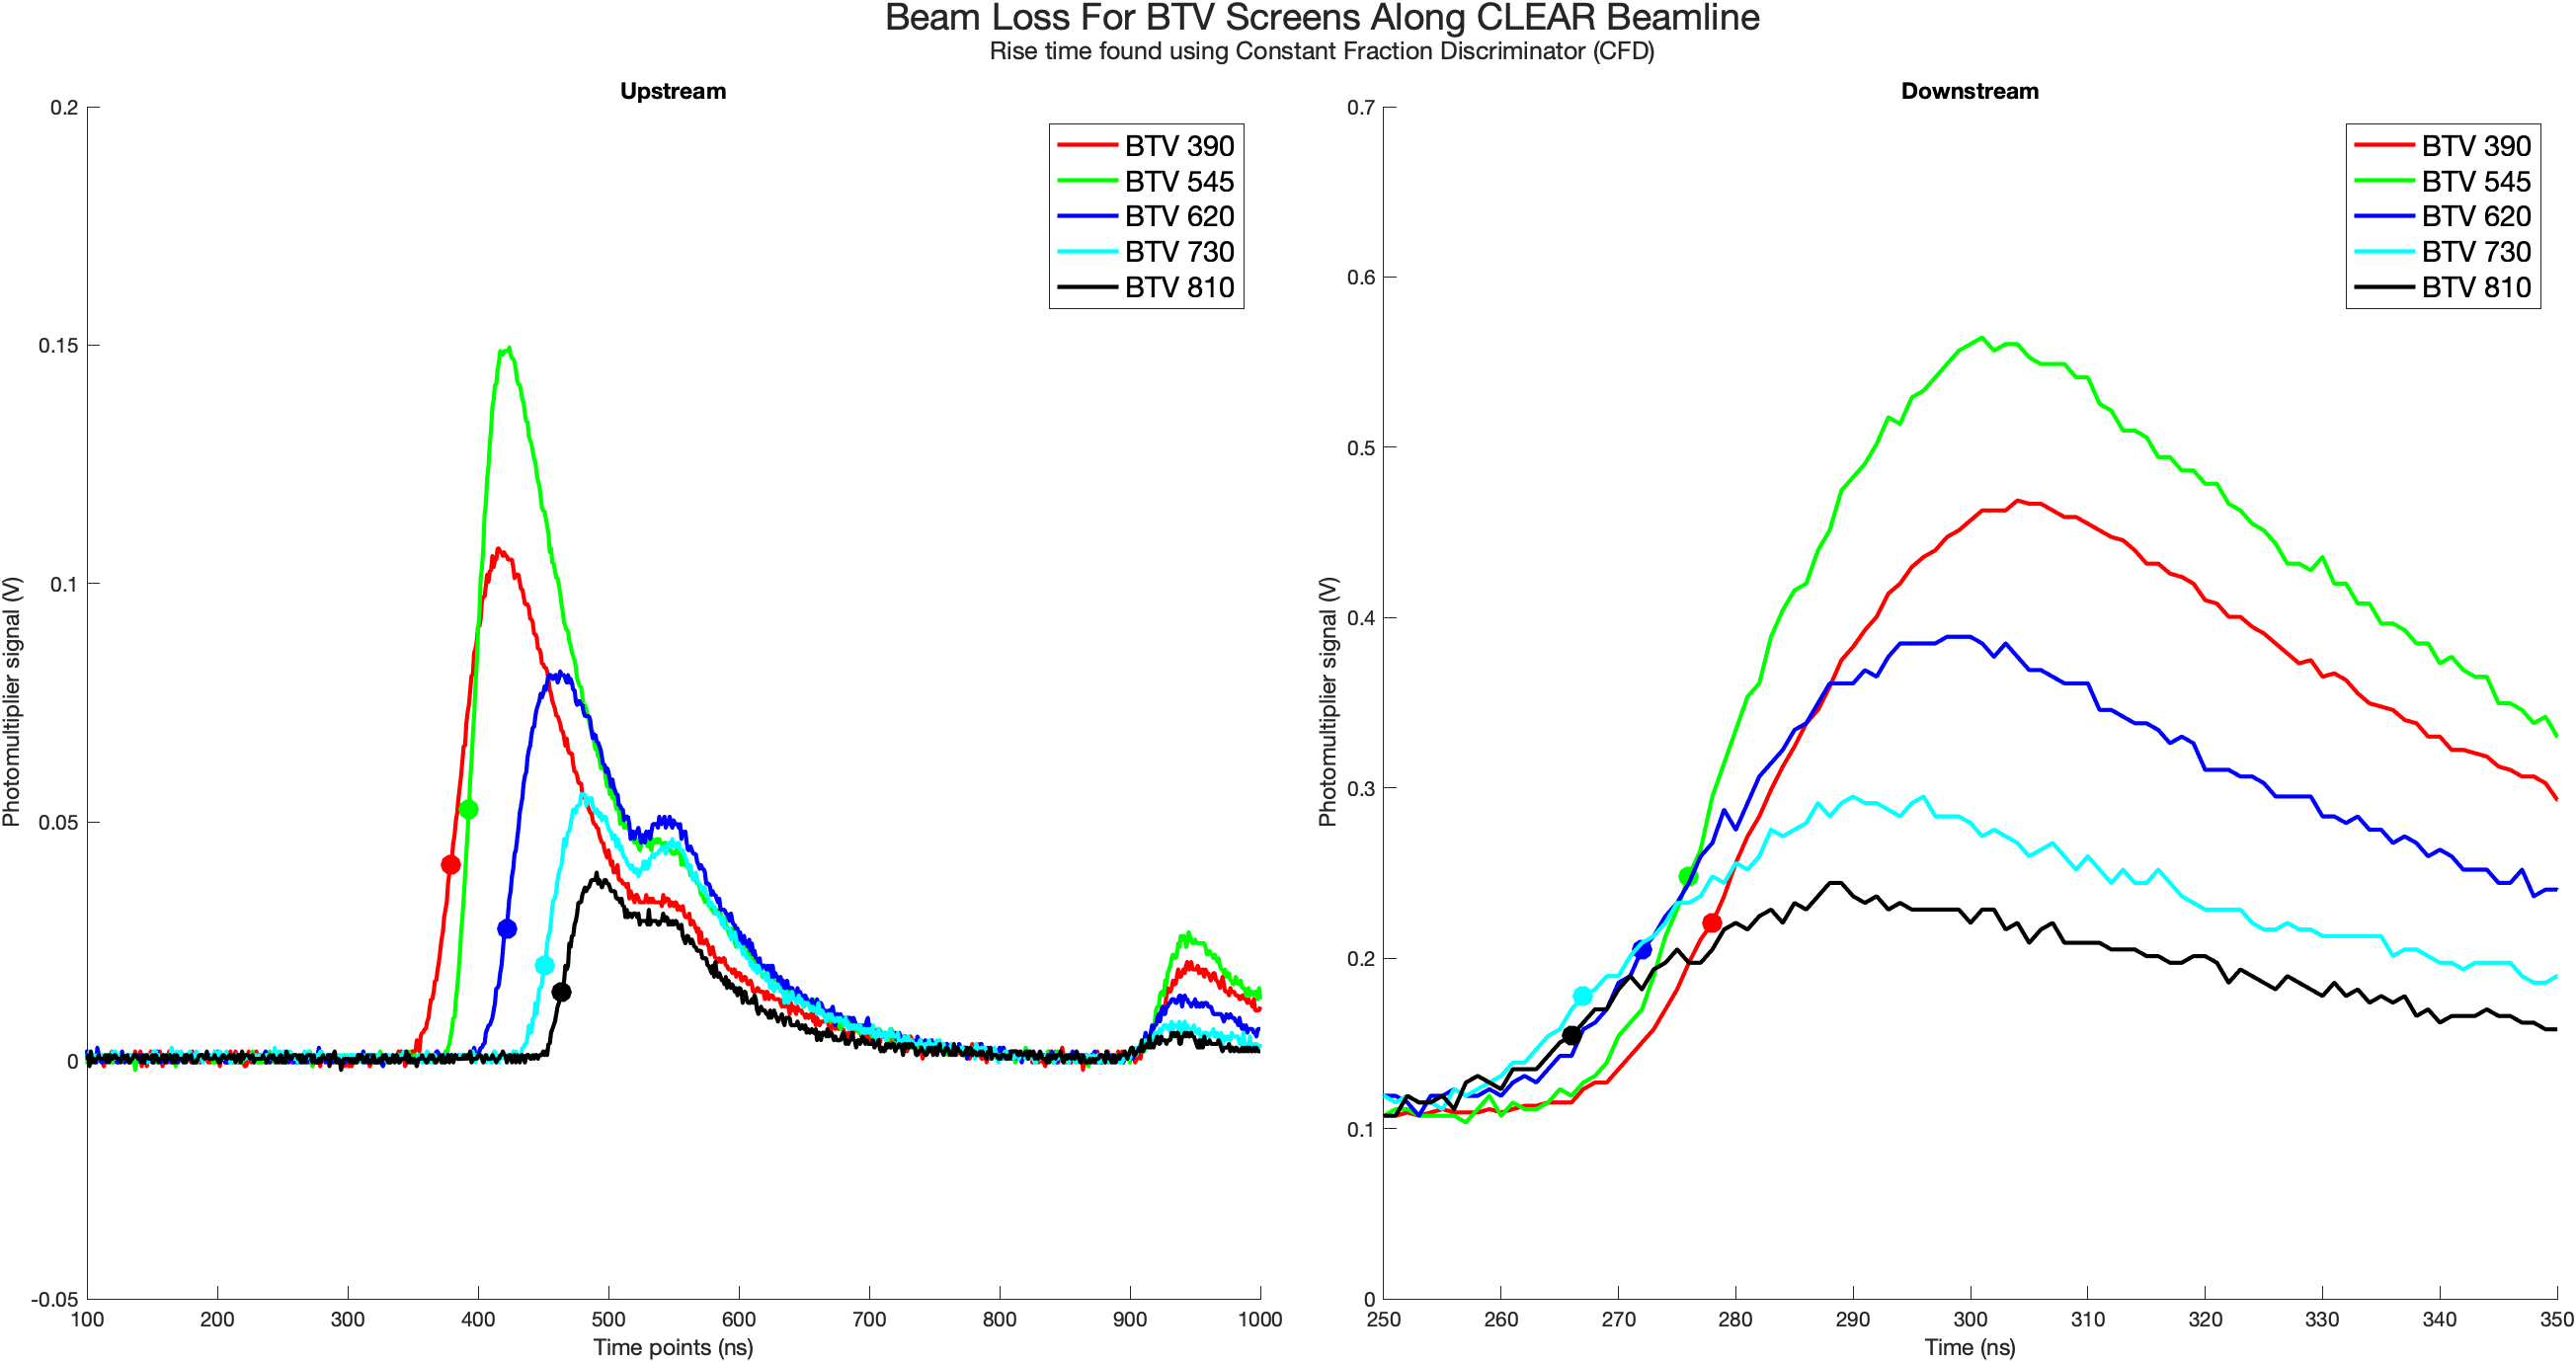 Beam Loss For BTV Screens Along CLEAR Beamline
Rise time found using Constant Fraction Discriminator (CFD)
Upstream
0.2
0.15
0.1
0.05
0
-0.05
Photomultiplier signal (V)
100 200 300 400 500 600 700 800 900 1000
Time points (ns)
BTV 390
BTV 545
BTV 620
BTV 730
BTV 810
Downstream
0.7
0.6
0.5
0.4
0.3
0.2
0.1
0
Photomultiplier signal (V)
250 260 270 280 290 300 310 320 330 340 350
Time (ns)
BTV 390
BTV 545
BTV 620
BTV 730
BTV 810